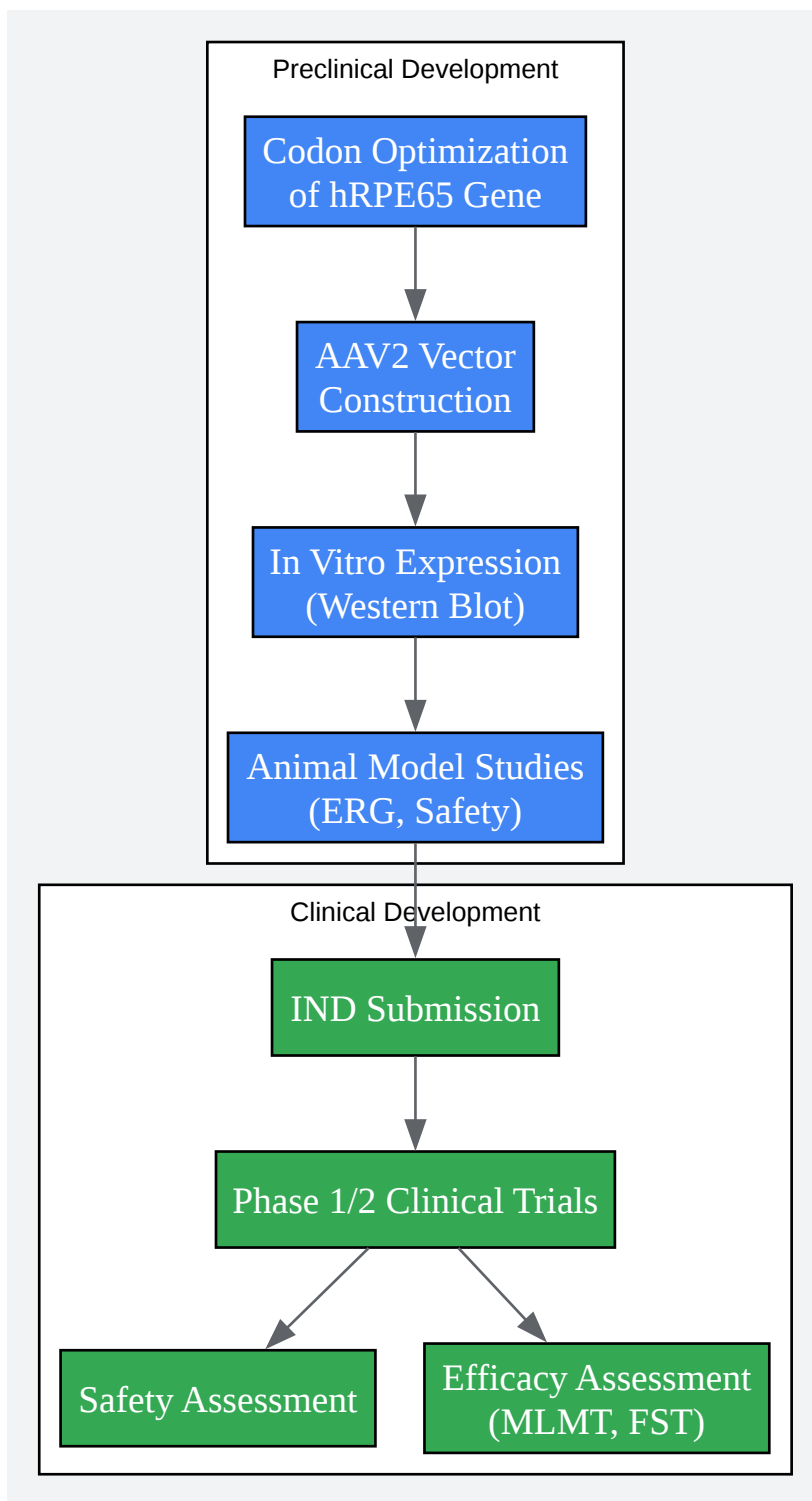 Preclinical Development
Codon Optimization
of hRPE65 Gene
AAV2 Vector
Construction
In Vitro Expression
(Western Blot)
Animal Model Studies
(ERG, Safety)
Clinical Development
IND Submission
Phase 1/2 Clinical Trials
Safety Assessment
Efficacy Assessment
(MLMT, FST)